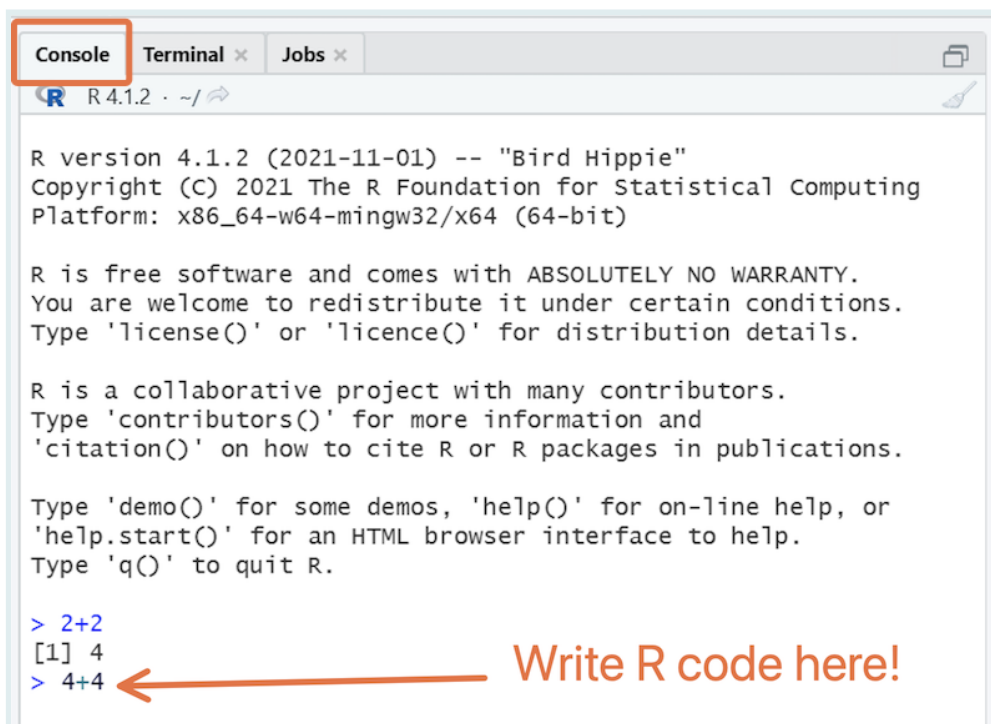 Console Terminal × Jobs ×
R R 4.1.2 · ~/
R version 4.1.2 (2021-11-01) -- "Bird Hippie"
Copyright (C) 2021 The R Foundation for Statistical Computing
Platform: x86_64-w64-mingw32/x64 (64-bit)
R is free software and comes with ABSOLUTELY NO WARRANTY.
You are welcome to redistribute it under certain conditions.
Type 'license()' or 'licence()' for distribution details.
R is a collaborative project with many contributors.
Type 'contributors()' for more information and
'citation()' on how to cite R or R packages in publications.
Type 'demo()' for some demos, 'help()' for on-line help, or
'help.start()' for an HTML browser interface to help.
Type 'q()' to quit R.
> 2+2
[1] 4
> 4+4
Write R code here!